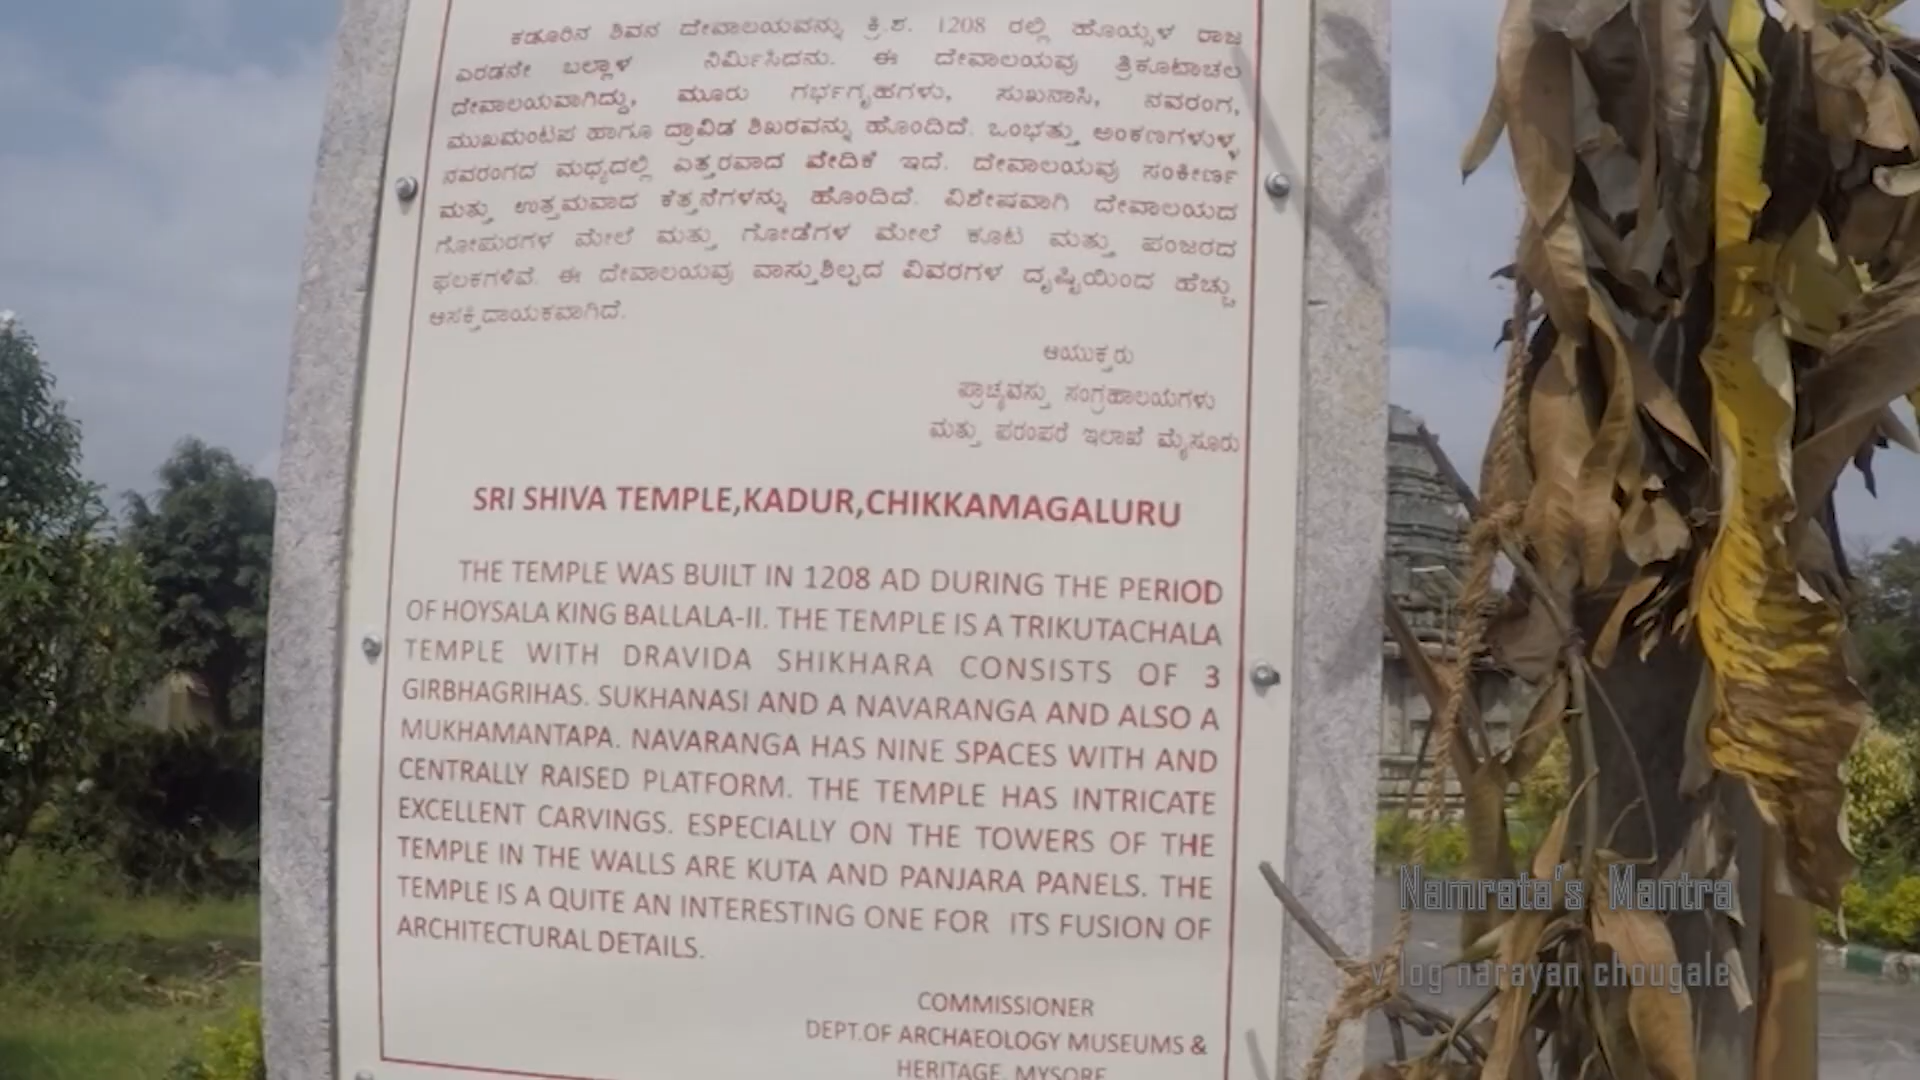 ಕಡೂರಿನ ಶಿವನ ದೇವಾಲಯವನ್ನು ಕ್ರಿ.ಶ. 1208 ರಲ್ಲಿ ಹೊಯ್ಸಳ ರಾಜ
ಎರಡನೇ ಬಲ್ಲಾಳ ನಿರ್ಮಿಸಿದನು. ಈ ದೇವಾಲಯವು ತ್ರಿಕೂಟಾಚಲ
ದೇವಾಲಯವಾಗಿದ್ದು, ಮೂರು ಗರ್ಭಗೃಹಗಳು, ಸುಖನಾಸಿ, ನವರಂಗ,
ಮುಖಮಂಟಪ ಹಾಗೂ ದ್ರಾವಿಡ ಶಿಖರವನ್ನು ಹೊಂದಿದೆ. ಒಂಭತ್ತು ಅಂಕಣಗಳುಳ್ಳ
ನವರಂಗದ ಮಧ್ಯದಲ್ಲಿ ಎತ್ತರವಾದ ವೇದಿಕೆ ಇದೆ. ದೇವಾಲಯವು ಸಂಕೀರ್ಣ
ಮತ್ತು ಉತ್ತಮವಾದ ಕೆತ್ತನೆಗಳನ್ನು ಹೊಂದಿದೆ. ವಿಶೇಷವಾಗಿ ದೇವಾಲಯದ
ಗೋಪುರಗಳ ಮೇಲೆ ಮತ್ತು ಗೋಡೆಗಳ ಮೇಲೆ ಕೂಟ ಮತ್ತು ಪಂಜರದ
ಫಲಕಗಳಿವೆ. ಈ ದೇವಾಲಯವು ವಾಸ್ತುಶಿಲ್ಪದ ವಿವರಗಳ ದೃಷ್ಟಿಯಿಂದ ಹೆಚ್ಚು
ಆಸಕ್ತಿದಾಯಕವಾಗಿದೆ.
ಆಯುಕ್ತರು
ಪ್ರಾಚ್ಯವಸ್ತು ಸಂಗ್ರಹಾಲಯಗಳು
ಮತ್ತು ಪರಂಪರೆ ಇಲಾಖೆ ಮೈಸೂರು
SRI SHIVA TEMPLE,KADUR,CHIKKAMAGALURU
THE TEMPLE WAS BUILT IN 1208 AD DURING THE PERIOD
OF HOYSALA KING BALLALA-II. THE TEMPLE IS A TRIKUTACHALA
TEMPLE WITH DRAVIDA SHIKHARA CONSISTS OF 3
GIRBHAGRIHAS. SUKHANASI AND A NAVARANGA AND ALSO A
MUKHAMANTAPA. NAVARANGA HAS NINE SPACES WITH AND
CENTRALLY RAISED PLATFORM. THE TEMPLE HAS INTRICATE
EXCELLENT CARVINGS. ESPECIALLY ON THE TOWERS OF THE
TEMPLE IN THE WALLS ARE KUTA AND PANJARA PANELS. THE
TEMPLE IS A QUITE AN INTERESTING ONE FOR ITS FUSION OF
ARCHITECTURAL DETAILS.
COMMISSIONER
DEPT.OF ARCHAEOLOGY MUSEUMS &
HERITAGE, MYSORE
Namrata's Mantra
v log narayan chougale